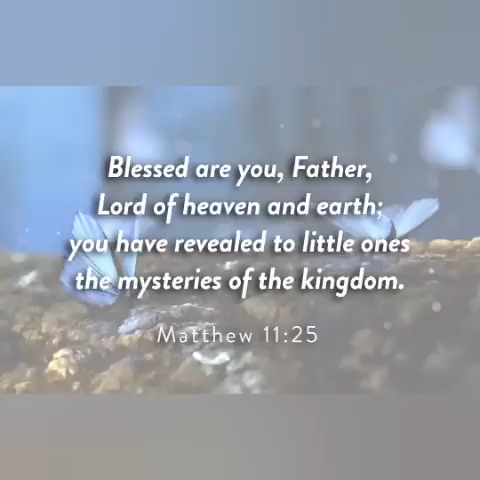 Blessed are you, Father,
Lord of heaven and earth;
you have revealed to little ones
the mysteries of the kingdom.
Matthew 11:25